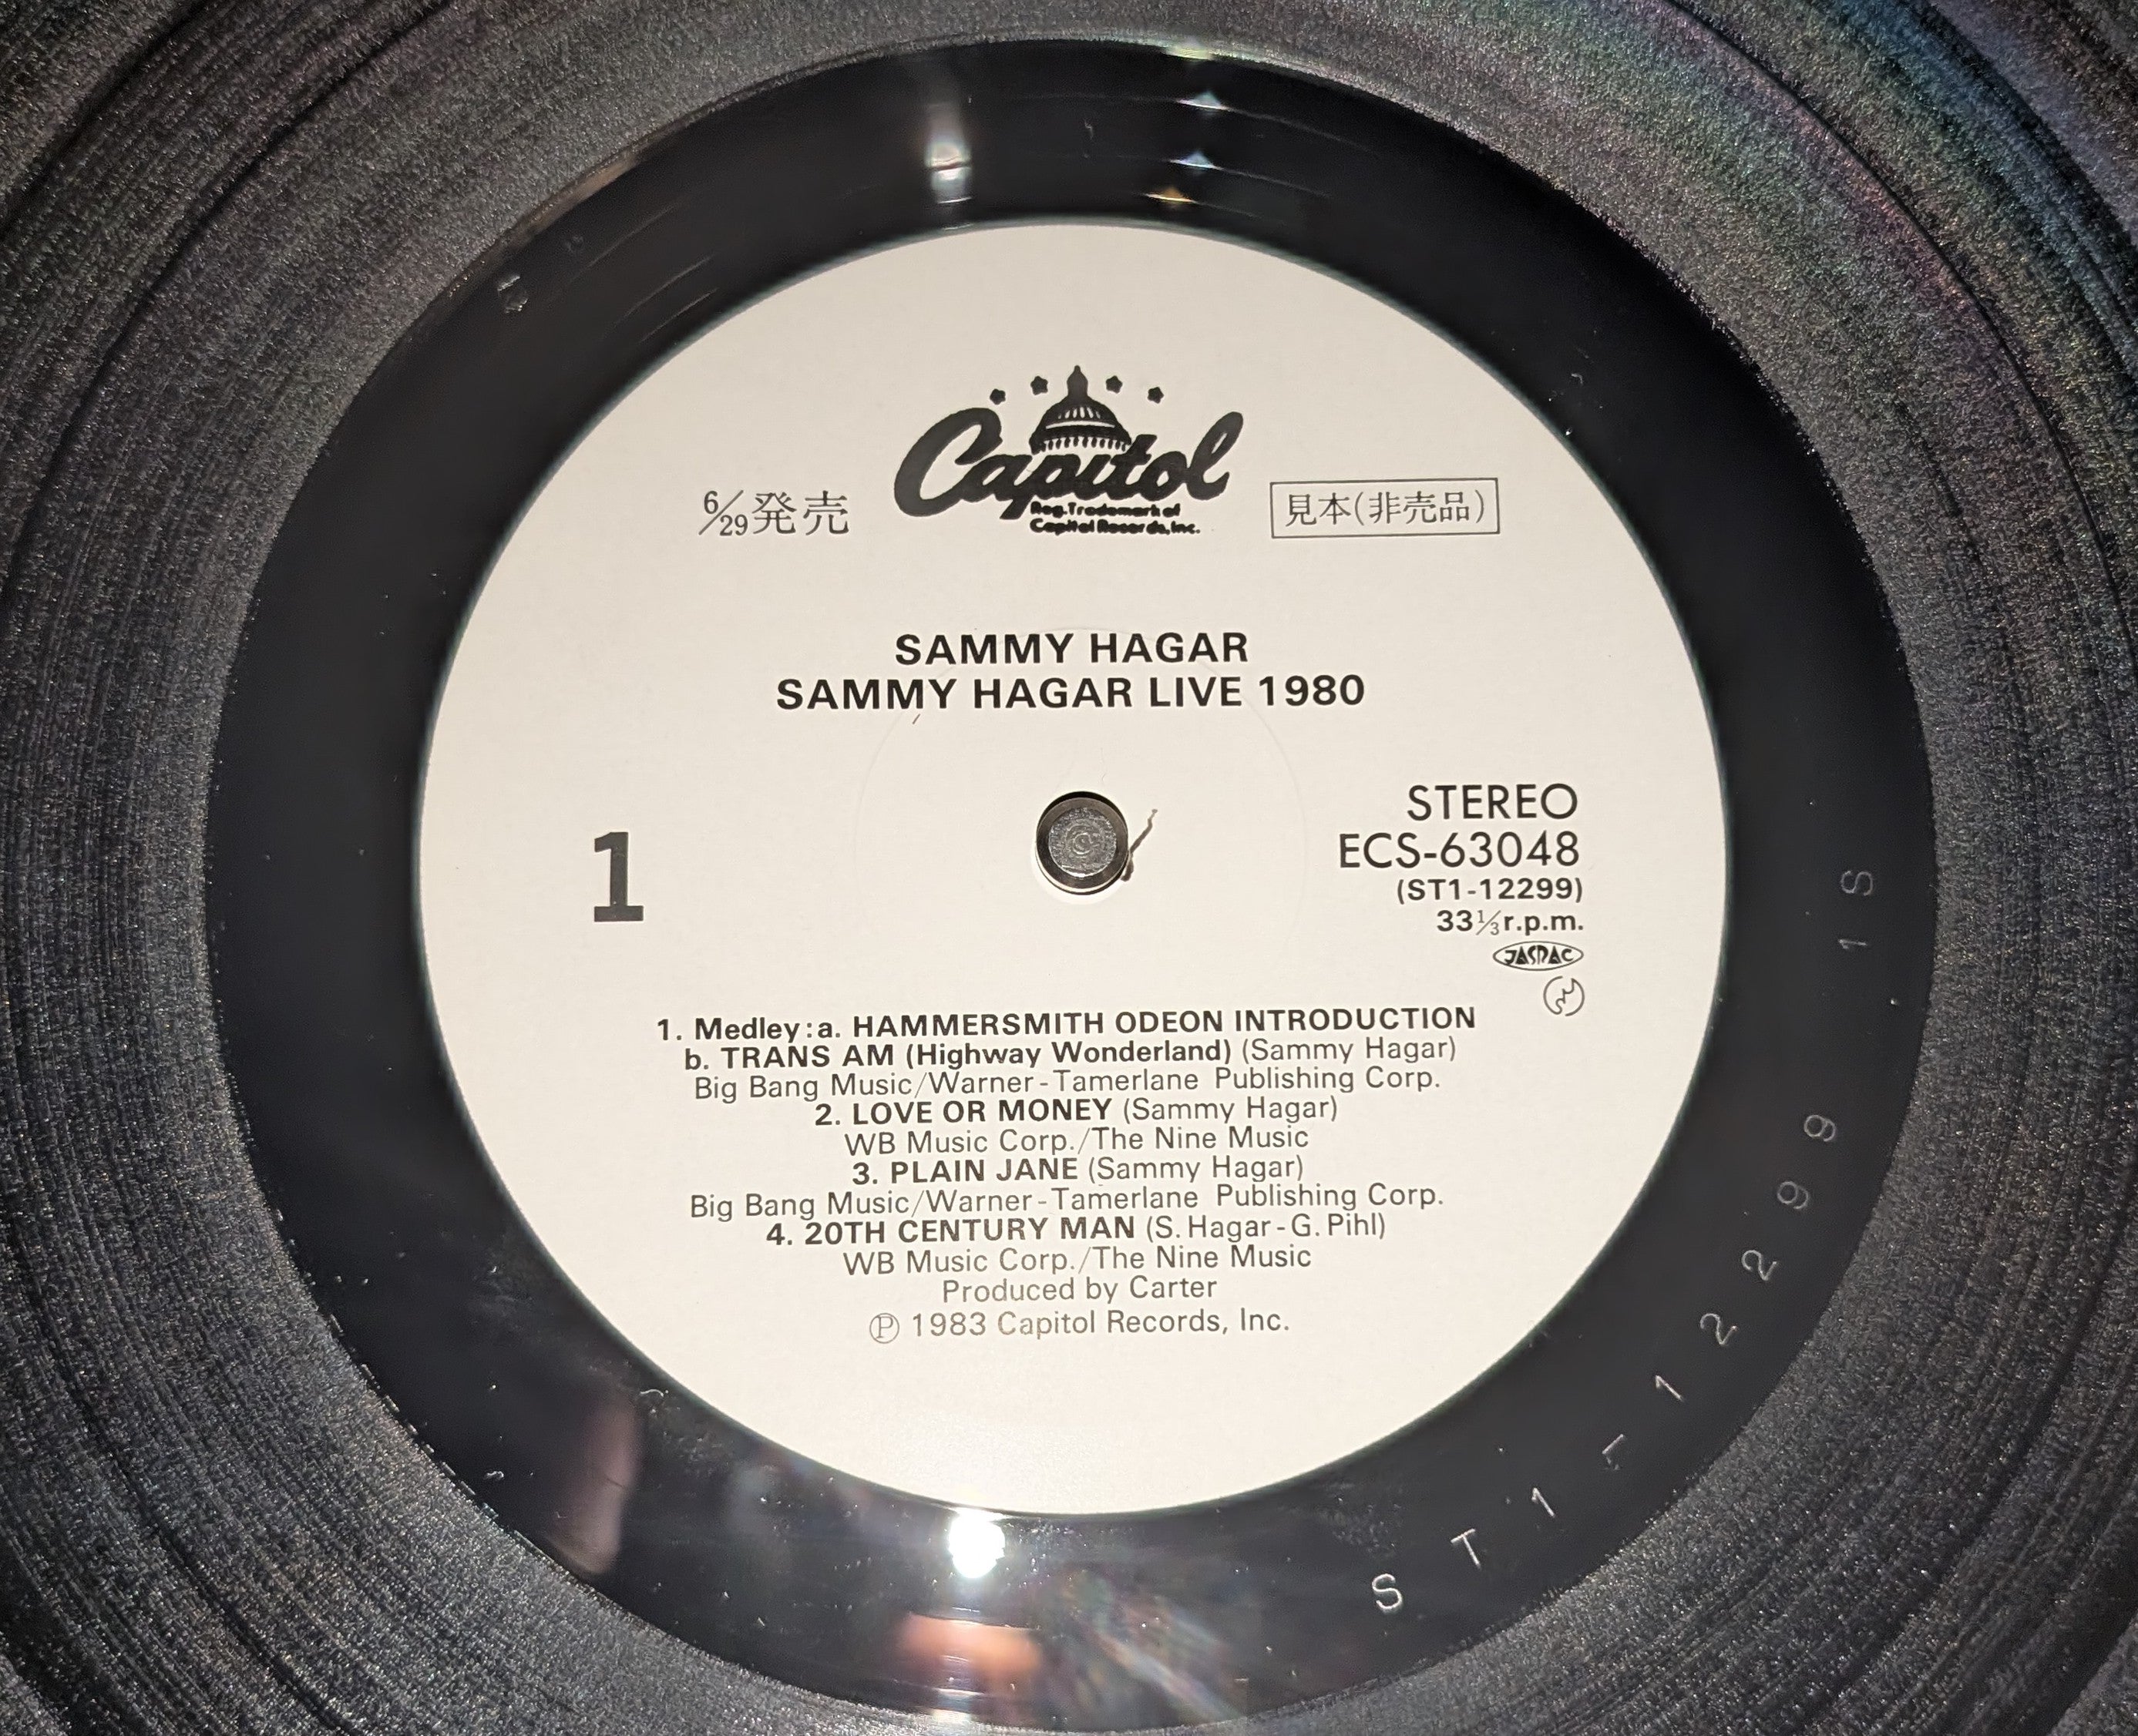 Capitol
Reg. Trademark of
Capitol Records, Inc.
6/29発売
見本(非売品)
SAMMY HAGAR
SAMMY HAGAR LIVE 1980
1
STEREO
ECS-63048
(ST1-12299)
33⅓r.p.m.
JASRAC
1. Medley:a. HAMMERSMITH ODEON INTRODUCTION
b. TRANS AM (Highway Wonderland) (Sammy Hagar)
Big Bang Music/Warner-Tamerlane Publishing Corp.
2. LOVE OR MONEY (Sammy Hagar)
WB Music Corp./The Nine Music
3. PLAIN JANE (Sammy Hagar)
Big Bang Music/Warner-Tamerlane Publishing Corp.
4. 20TH CENTURY MAN (S. Hagar-G. Pihl)
WB Music Corp./The Nine Music
Produced by Carter
Ⓟ 1983 Capitol Records, Inc.
ST1-12299 1S